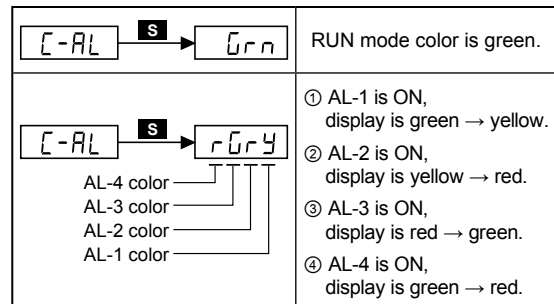 C-AL S Grn
RUN mode color is green.
C-AL S rGrY
AL-4 color
AL-3 color
AL-2 color
AL-1 color
① AL-1 is ON,
display is green → yellow.
② AL-2 is ON,
display is yellow → red.
③ AL-3 is ON,
display is red → green.
④ AL-4 is ON,
display is green → red.